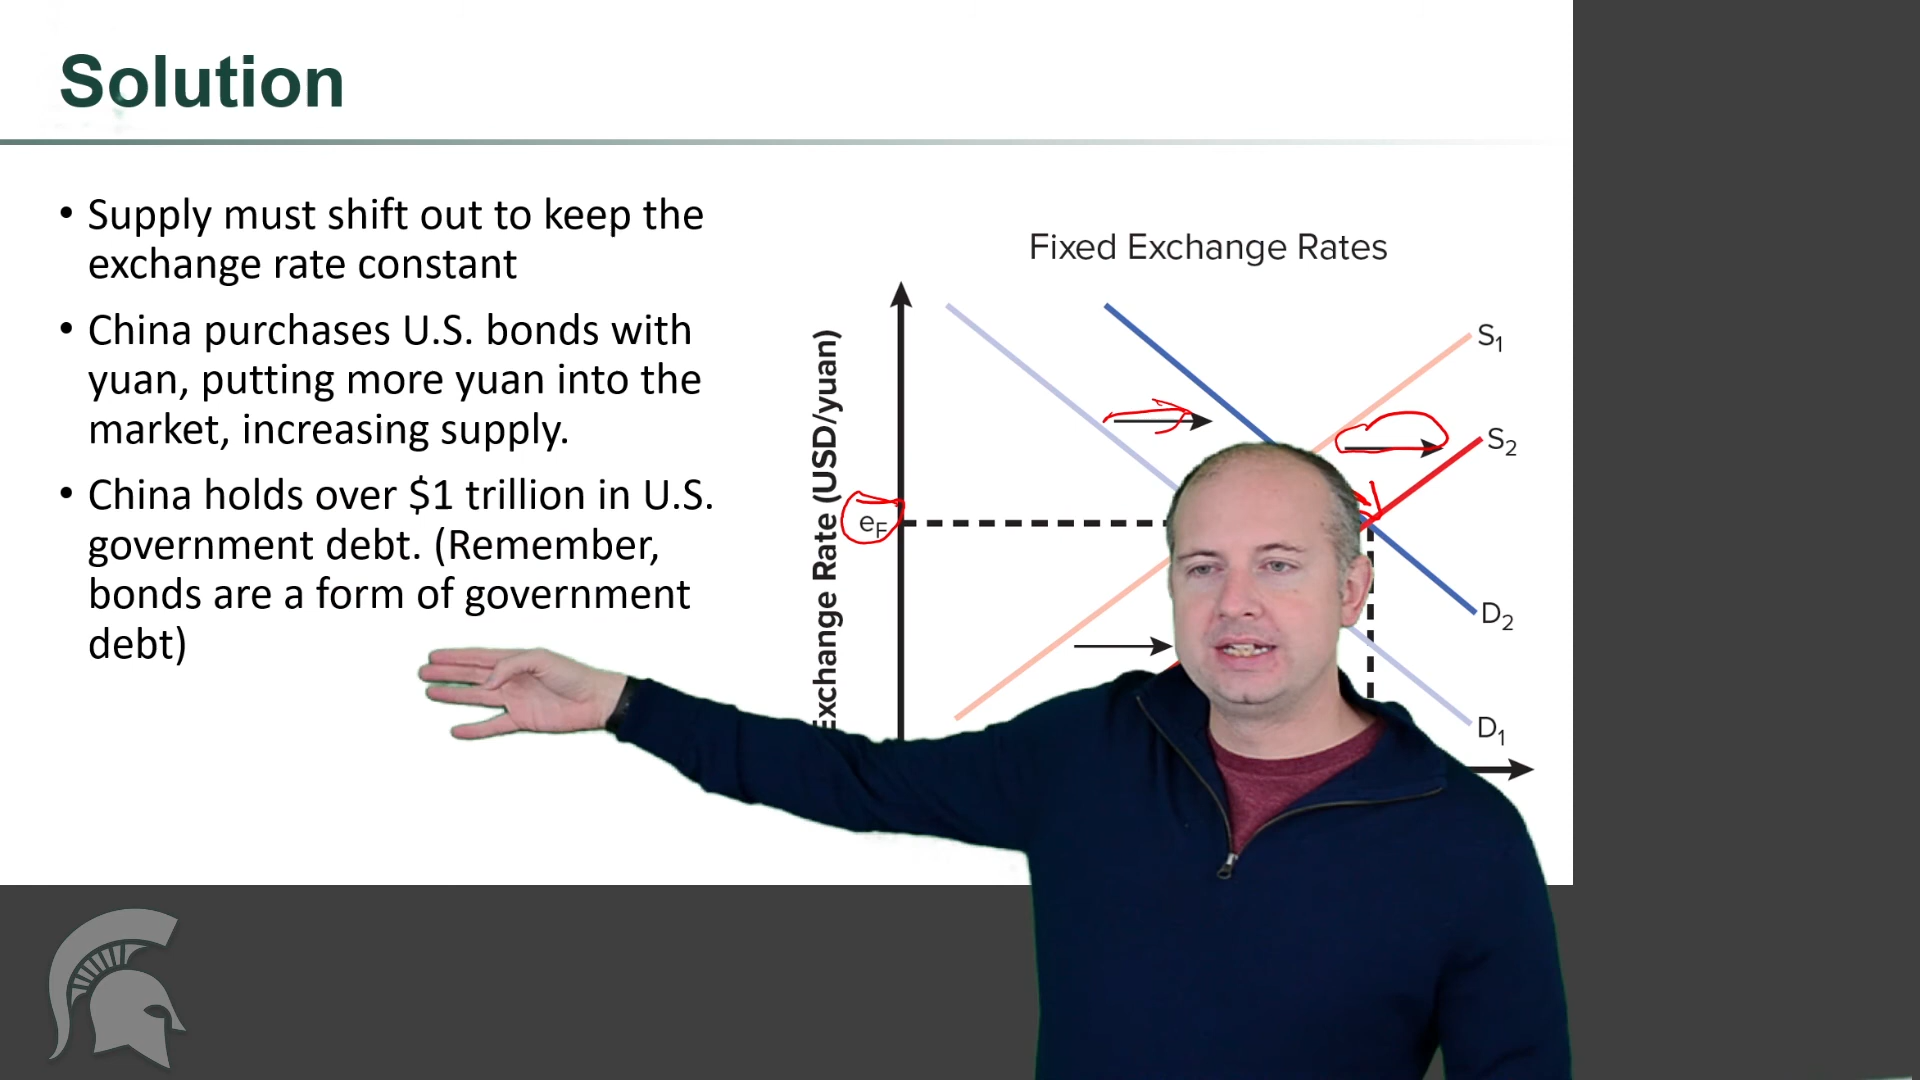 Solution
• Supply must shift out to keep the
exchange rate constant
• China purchases U.S. bonds with
yuan, putting more yuan into the
market, increasing supply.
• China holds over $1 trillion in U.S.
government debt. (Remember,
bonds are a form of government
debt)
Fixed Exchange Rates
Exchange Rate (USD/yuan)
eF
S1
S2
D2
D1